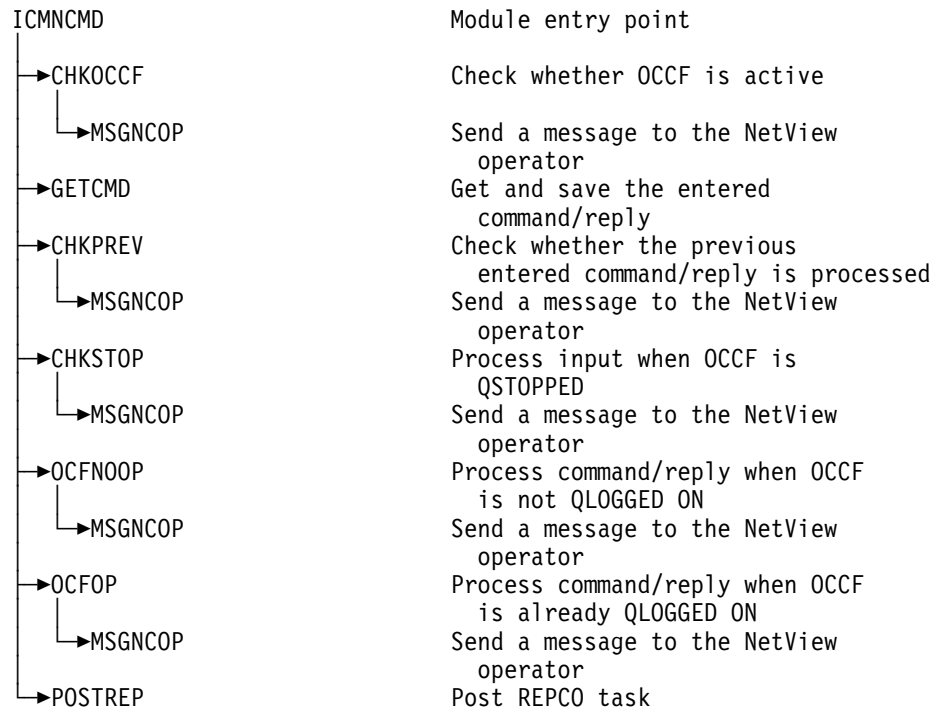 ICMNCMD Module entry point
CHKOCCF Check whether OCCF is active
MSGNCOP Send a message to the NetView
operator
GETCMD Get and save the entered
command/reply
CHKPREV Check whether the previous
entered command/reply is processed
MSGNCOP Send a message to the NetView
operator
CHKSTOP Process input when OCCF is
QSTOPPED
MSGNCOP Send a message to the NetView
operator
OCFNOOP Process command/reply when OCCF
is not QLOGGED ON
MSGNCOP Send a message to the NetView
operator
OCFOP Process command/reply when OCCF
is already QLOGGED ON
MSGNCOP Send a message to the NetView
operator
POSTREP Post REPCO task